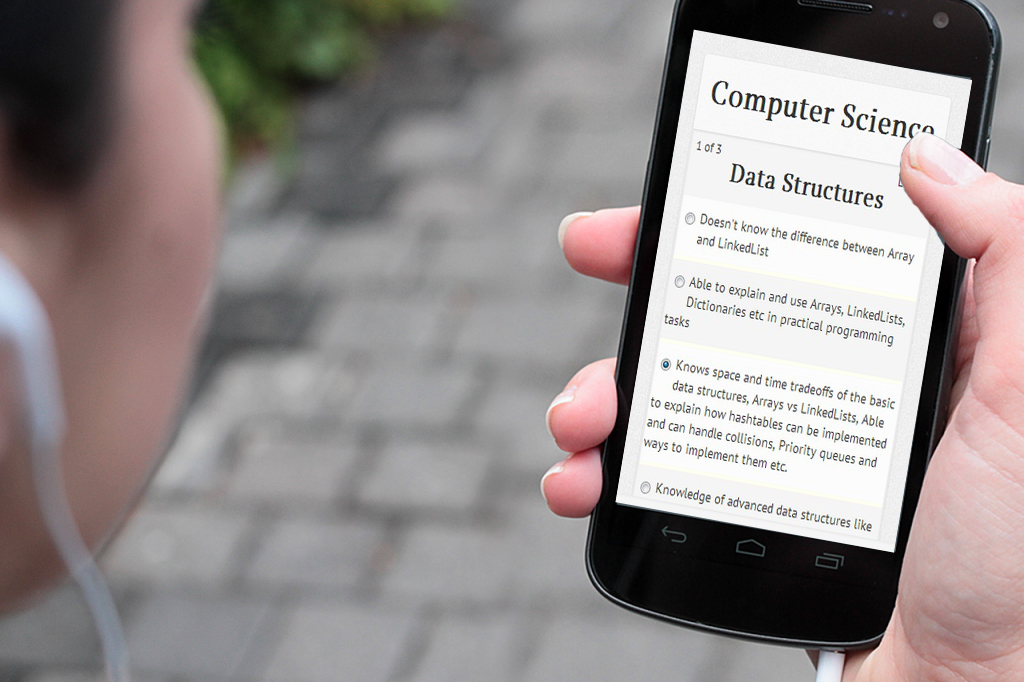 Computer Science
1 of 3
Data Structures
Doesn't know the difference between Array
and LinkedList
Able to explain and use Arrays, LinkedLists,
Dictionaries etc in practical programming
tasks
Knows space and time tradeoffs of the basic
data structures, Arrays vs LinkedLists, Able
to explain how hashtables can be implemented
and can handle collisions, Priority queues and
ways to implement them etc.
Knowledge of advanced data structures like